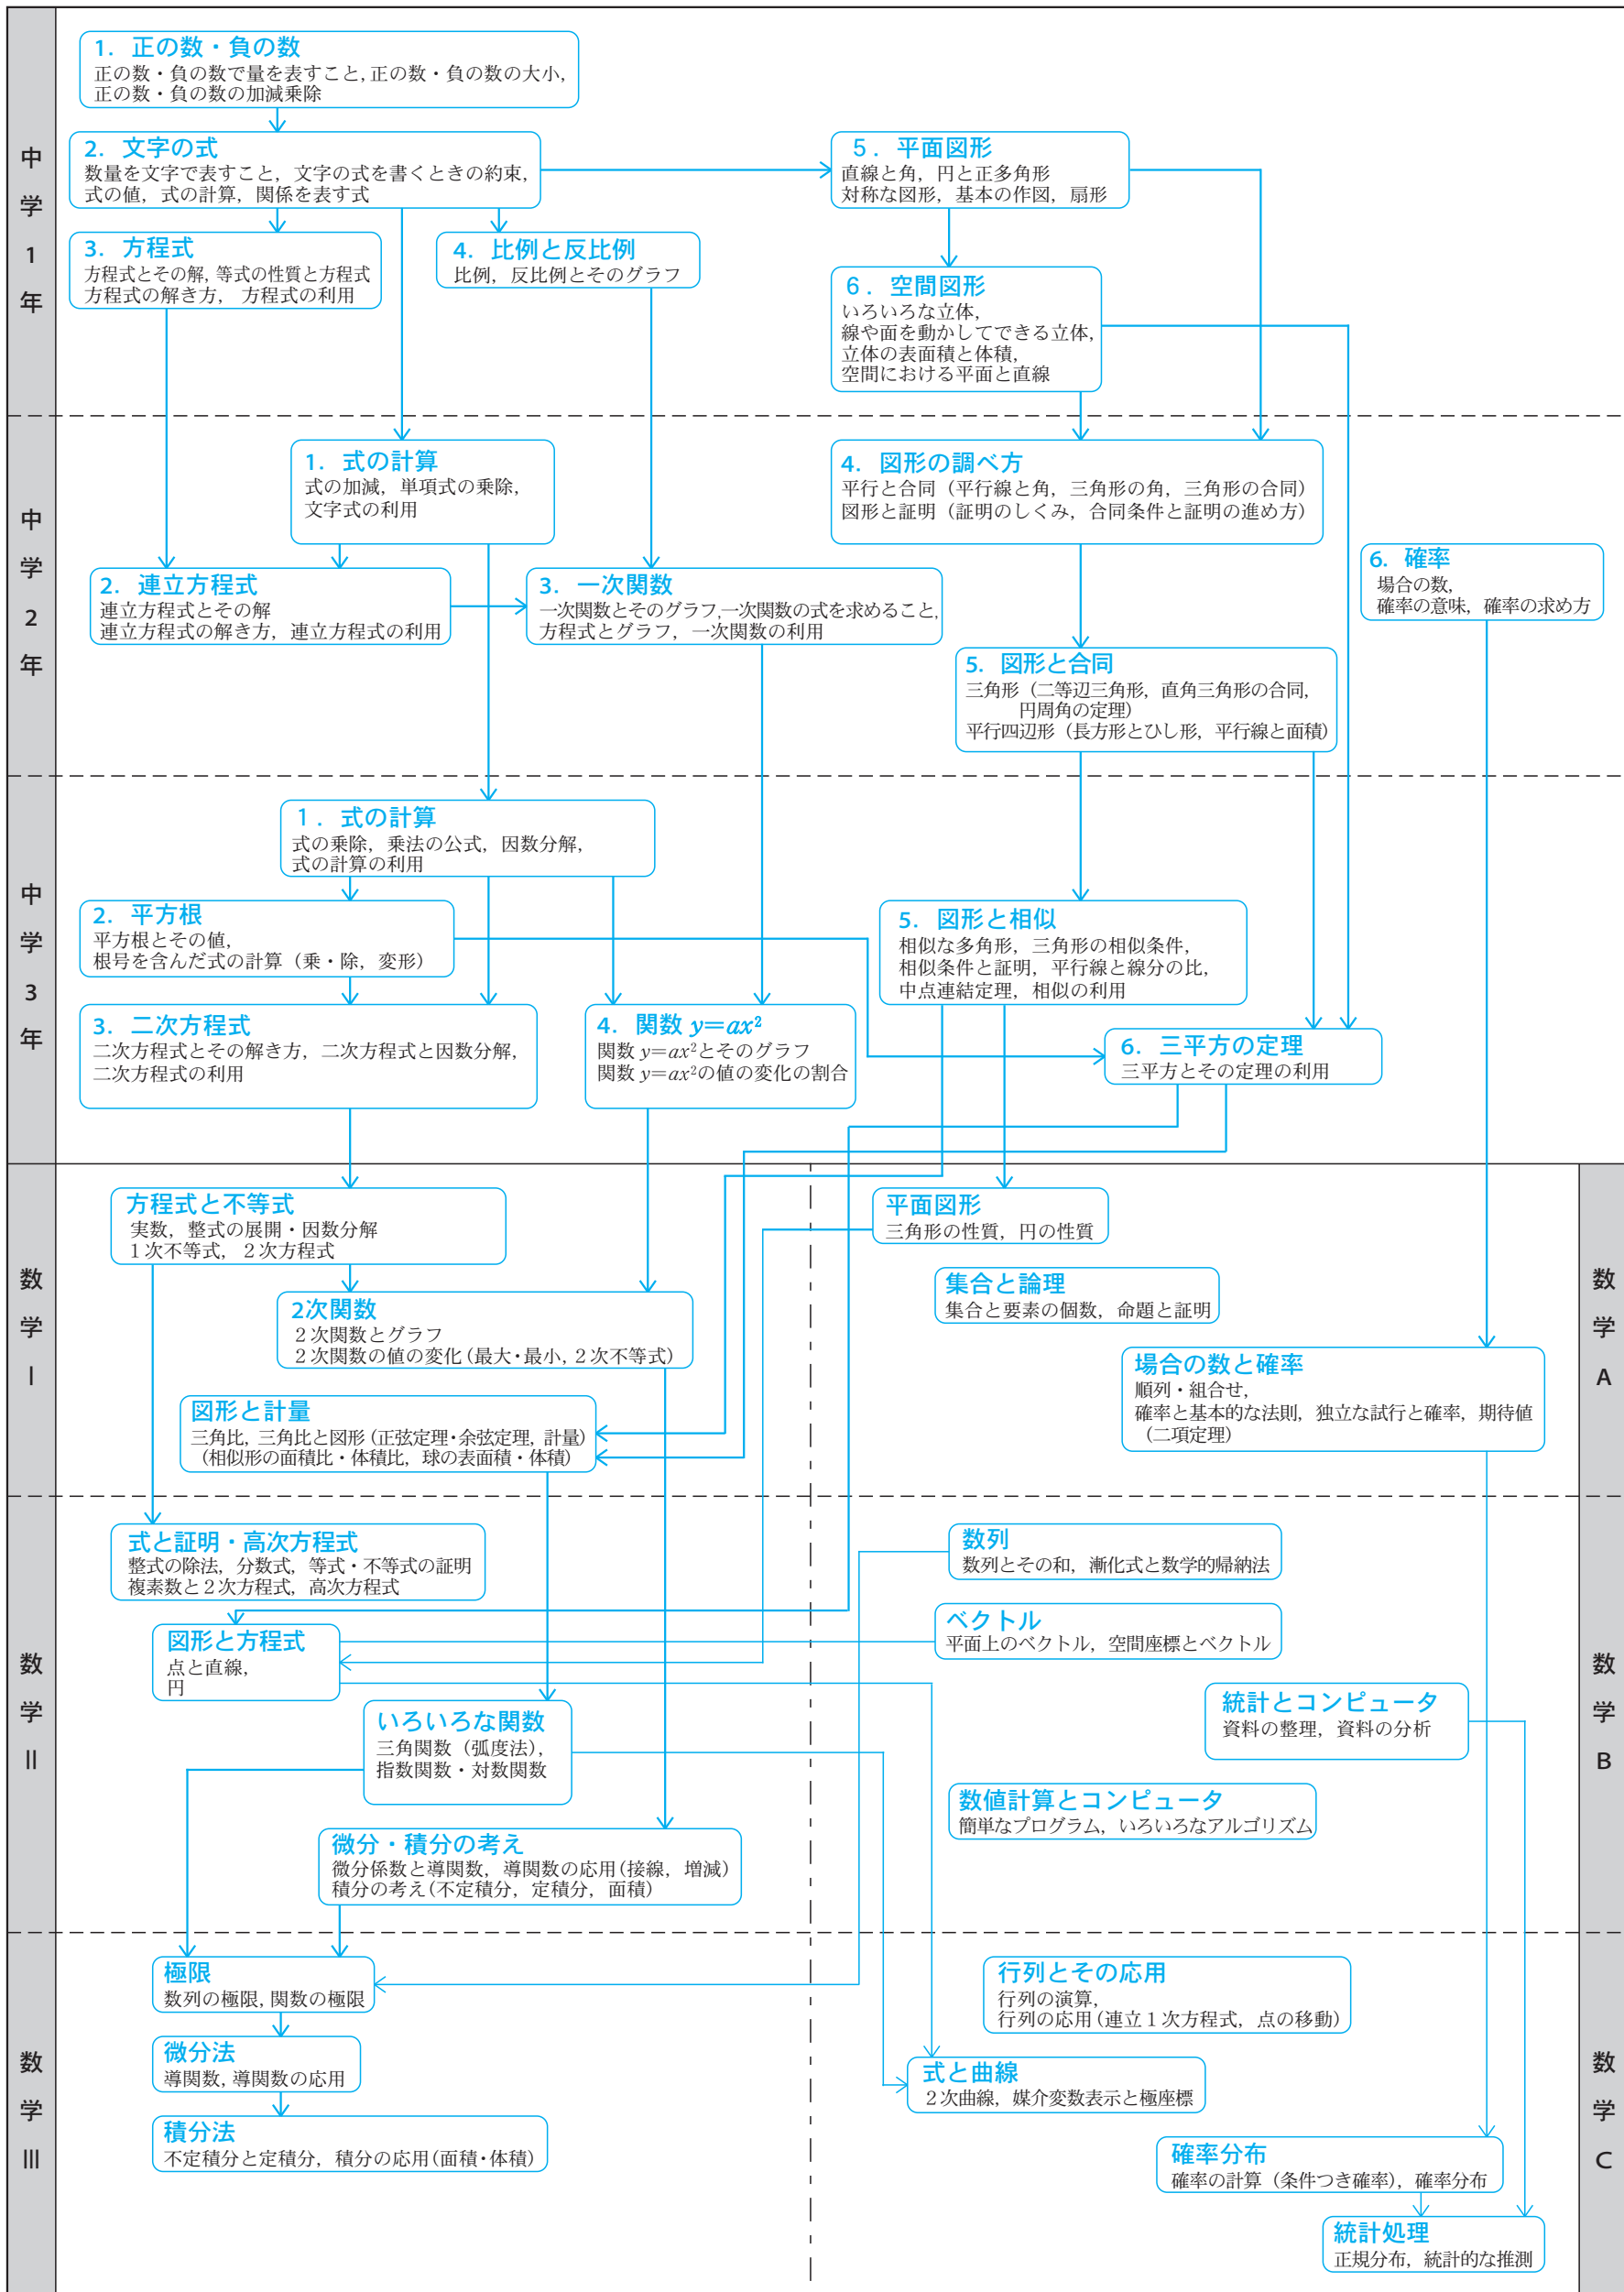 中学1年
1. 正の数・負の数
正の数・負の数で量を表すこと, 正の数・負の数の大小,
正の数・負の数の加減乗除
2. 文字の式
数量を文字で表すこと，文字の式を書くときの約束，
式の値，式の計算，関係を表す式
5. 平面図形
直線と角，円と正多角形
対称な図形，基本の作図，扇形
3. 方程式
方程式とその解, 等式の性質と方程式
方程式の解き方， 方程式の利用
4. 比例と反比例
比例，反比例とそのグラフ
6. 空間図形
いろいろな立体，
線や面を動かしてできる立体，
立体の表面積と体積，
空間における平面と直線
中学2年
1. 式の計算
式の加減，単項式の乗除，
文字式の利用
4. 図形の調べ方
平行と合同（平行線と角，三角形の角，三角形の合同）
図形と証明（証明のしくみ，合同条件と証明の進め方）
2. 連立方程式
連立方程式とその解
連立方程式の解き方，連立方程式の利用
3. 一次関数
一次関数とそのグラフ, 一次関数の式を求めること,
方程式とグラフ，一次関数の利用
6. 確率
場合の数，
確率の意味，確率の求め方
5. 図形と合同
三角形（二等辺三角形，直角三角形の合同，
円周角の定理）
平行四辺形（長方形とひし形，平行線と面積）
中学3年
1. 式の計算
式の乗除，乗法の公式，因数分解，
式の計算の利用
2. 平方根
平方根とその値，
根号を含んだ式の計算（乗・除，変形）
5. 図形と相似
相似な多角形，三角形の相似条件，
相似条件と証明，平行線と線分の比，
中点連結定理，相似の利用
3. 二次方程式
二次方程式とその解き方，二次方程式と因数分解，
二次方程式の利用
4. 関数 y=ax²
関数 y=ax²とそのグラフ
関数 y=ax²の値の変化の割合
6. 三平方の定理
三平方とその定理の利用
数学Ⅰ
方程式と不等式
実数，整式の展開・因数分解
１次不等式，２次方程式
2次関数
２次関数とグラフ
２次関数の値の変化（最大・最小, ２次不等式）
図形と計量
三角比, 三角比と図形（正弦定理・余弦定理, 計量）
（相似形の面積比・体積比，球の表面積・体積）
数学A
平面図形
三角形の性質，円の性質
集合と論理
集合と要素の個数，命題と証明
場合の数と確率
順列・組合せ，
確率と基本的な法則，独立な試行と確率，期待値
（二項定理）
数学Ⅱ
式と証明・高次方程式
整式の除法，分数式，等式・不等式の証明
複素数と２次方程式，高次方程式
図形と方程式
点と直線，
円
いろいろな関数
三角関数（弧度法），
指数関数・対数関数
微分・積分の考え
微分係数と導関数，導関数の応用（接線，増減）
積分の考え（不定積分，定積分，面積）
数学B
数列
数列とその和，漸化式と数学的帰納法
ベクトル
平面上のベクトル，空間座標とベクトル
統計とコンピュータ
資料の整理，資料の分析
数値計算とコンピュータ
簡単なプログラム，いろいろなアルゴリズム
数学Ⅲ
極限
数列の極限, 関数の極限
微分法
導関数, 導関数の応用
積分法
不定積分と定積分，積分の応用（面積・体積）
数学C
行列とその応用
行列の演算，
行列の応用（連立１次方程式，点の移動）
式と曲線
２次曲線，媒介変数表示と極座標
確率分布
確率の計算（条件つき確率），確率分布
統計処理
正規分布，統計的な推測